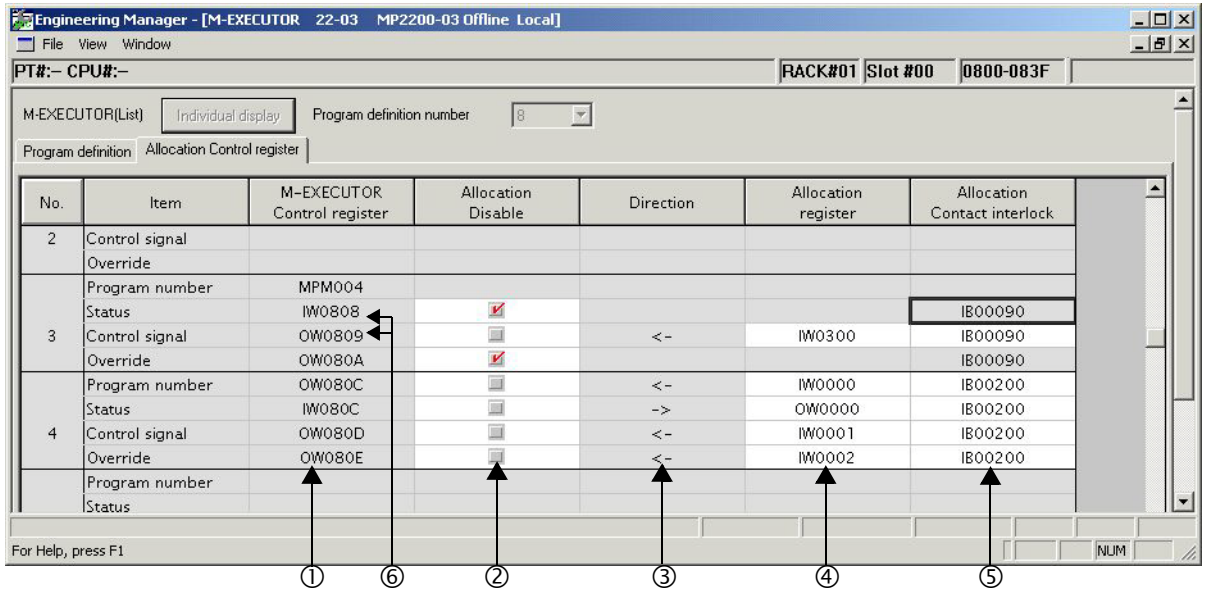 Engineering Manager - [M-EXECUTOR 22-03 MP2200-03 Offline Local]
File View Window
PT#:– CPU#:– RACK#01 Slot #00 0800-083F
M-EXECUTOR(List) Individual display Program definition number 8
Program definition Allocation Control register
No. Item M-EXECUTOR Control register Allocation Disable Direction Allocation register Allocation Contact interlock
2 Control signal
Override
Program number MPM004
Status IW0808 IB00090
3 Control signal OW0809 <- IW0300 IB00090
Override OW080A IB00090
Program number OW080C <- IW0000 IB00200
Status IW080C -> OW0000 IB00200
4 Control signal OW080D <- IW0001 IB00200
Override OW080E <- IW0002 IB00200
Program number
Status
For Help, press F1 NUM
① ⑥ ② ③ ④ ⑤